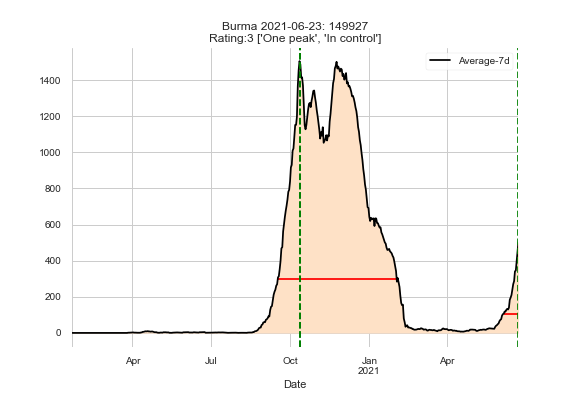 Burma 2021-06-23: 149927
Rating:3 ['One peak', 'In control']
Average-7d
1400
1200
1000
800
600
400
200
0
Apr
Jul
Oct
Jan
2021
Apr
Date